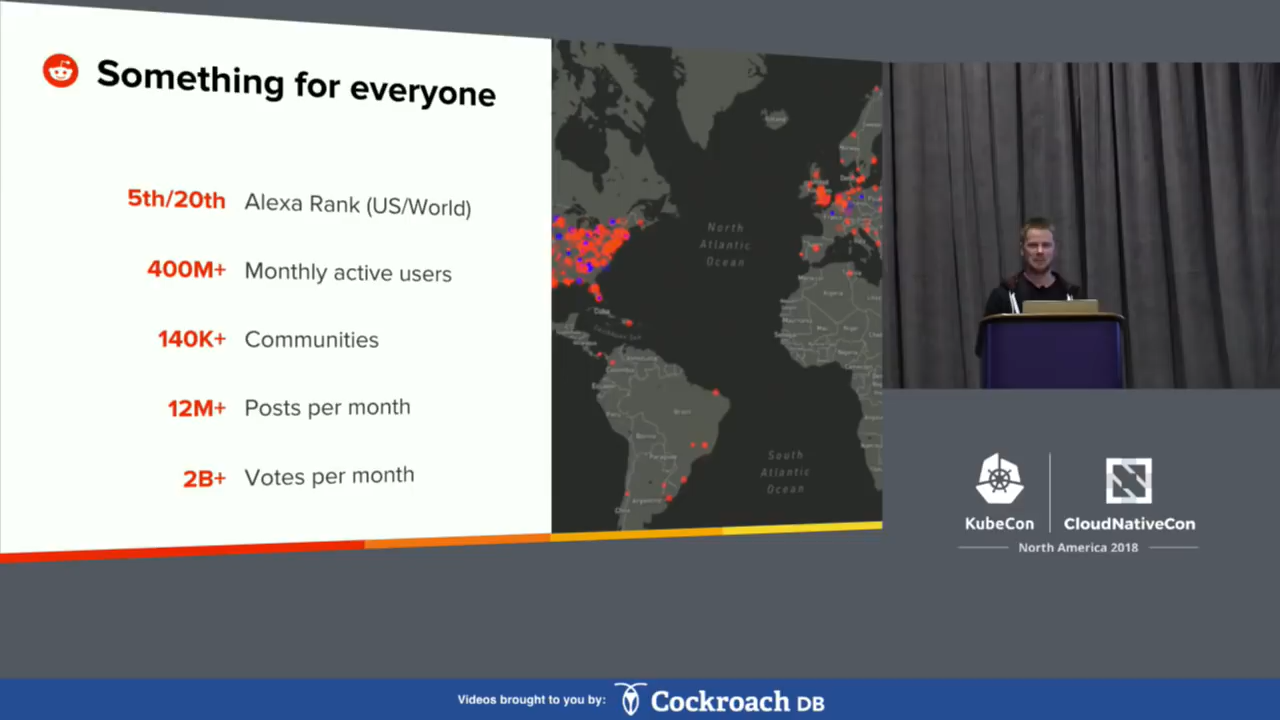 Something for everyone
5th/20th Alexa Rank (US/World)
400M+ Monthly active users
140K+ Communities
12M+ Posts per month
2B+ Votes per month
North
Atlantic
Ocean
Cuba
Brazil
South
Atlantic
Ocean
KubeCon
CloudNativeCon
North America 2018
Videos brought to you by: Cockroach DB